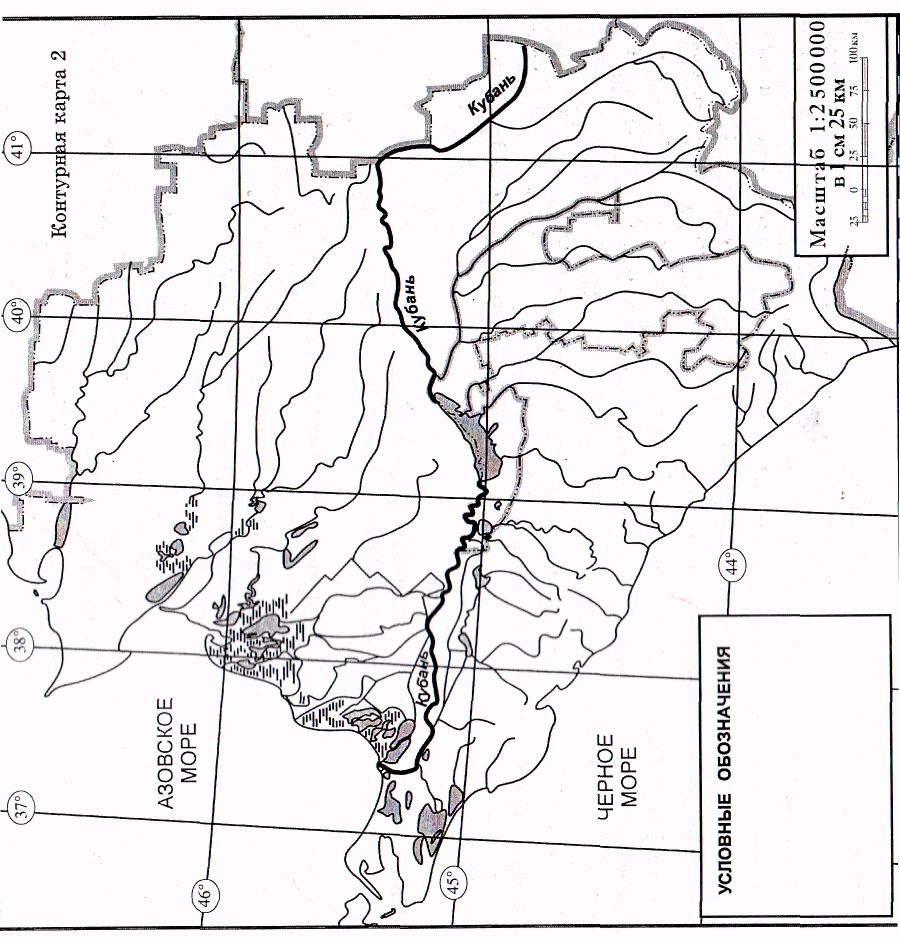 Контурная карта 2
41°
40°
39°
38°
37°
46°
45°
44°
Кубань
Кубань
Кубань
АЗОВСКОЕ
МОРЕ
ЧЕРНОЕ
МОРЕ
Масштаб 1:2 500 000
в 1 см 25 км
25 0 25 50 75 100 км
УСЛОВНЫЕ ОБОЗНАЧЕНИЯ